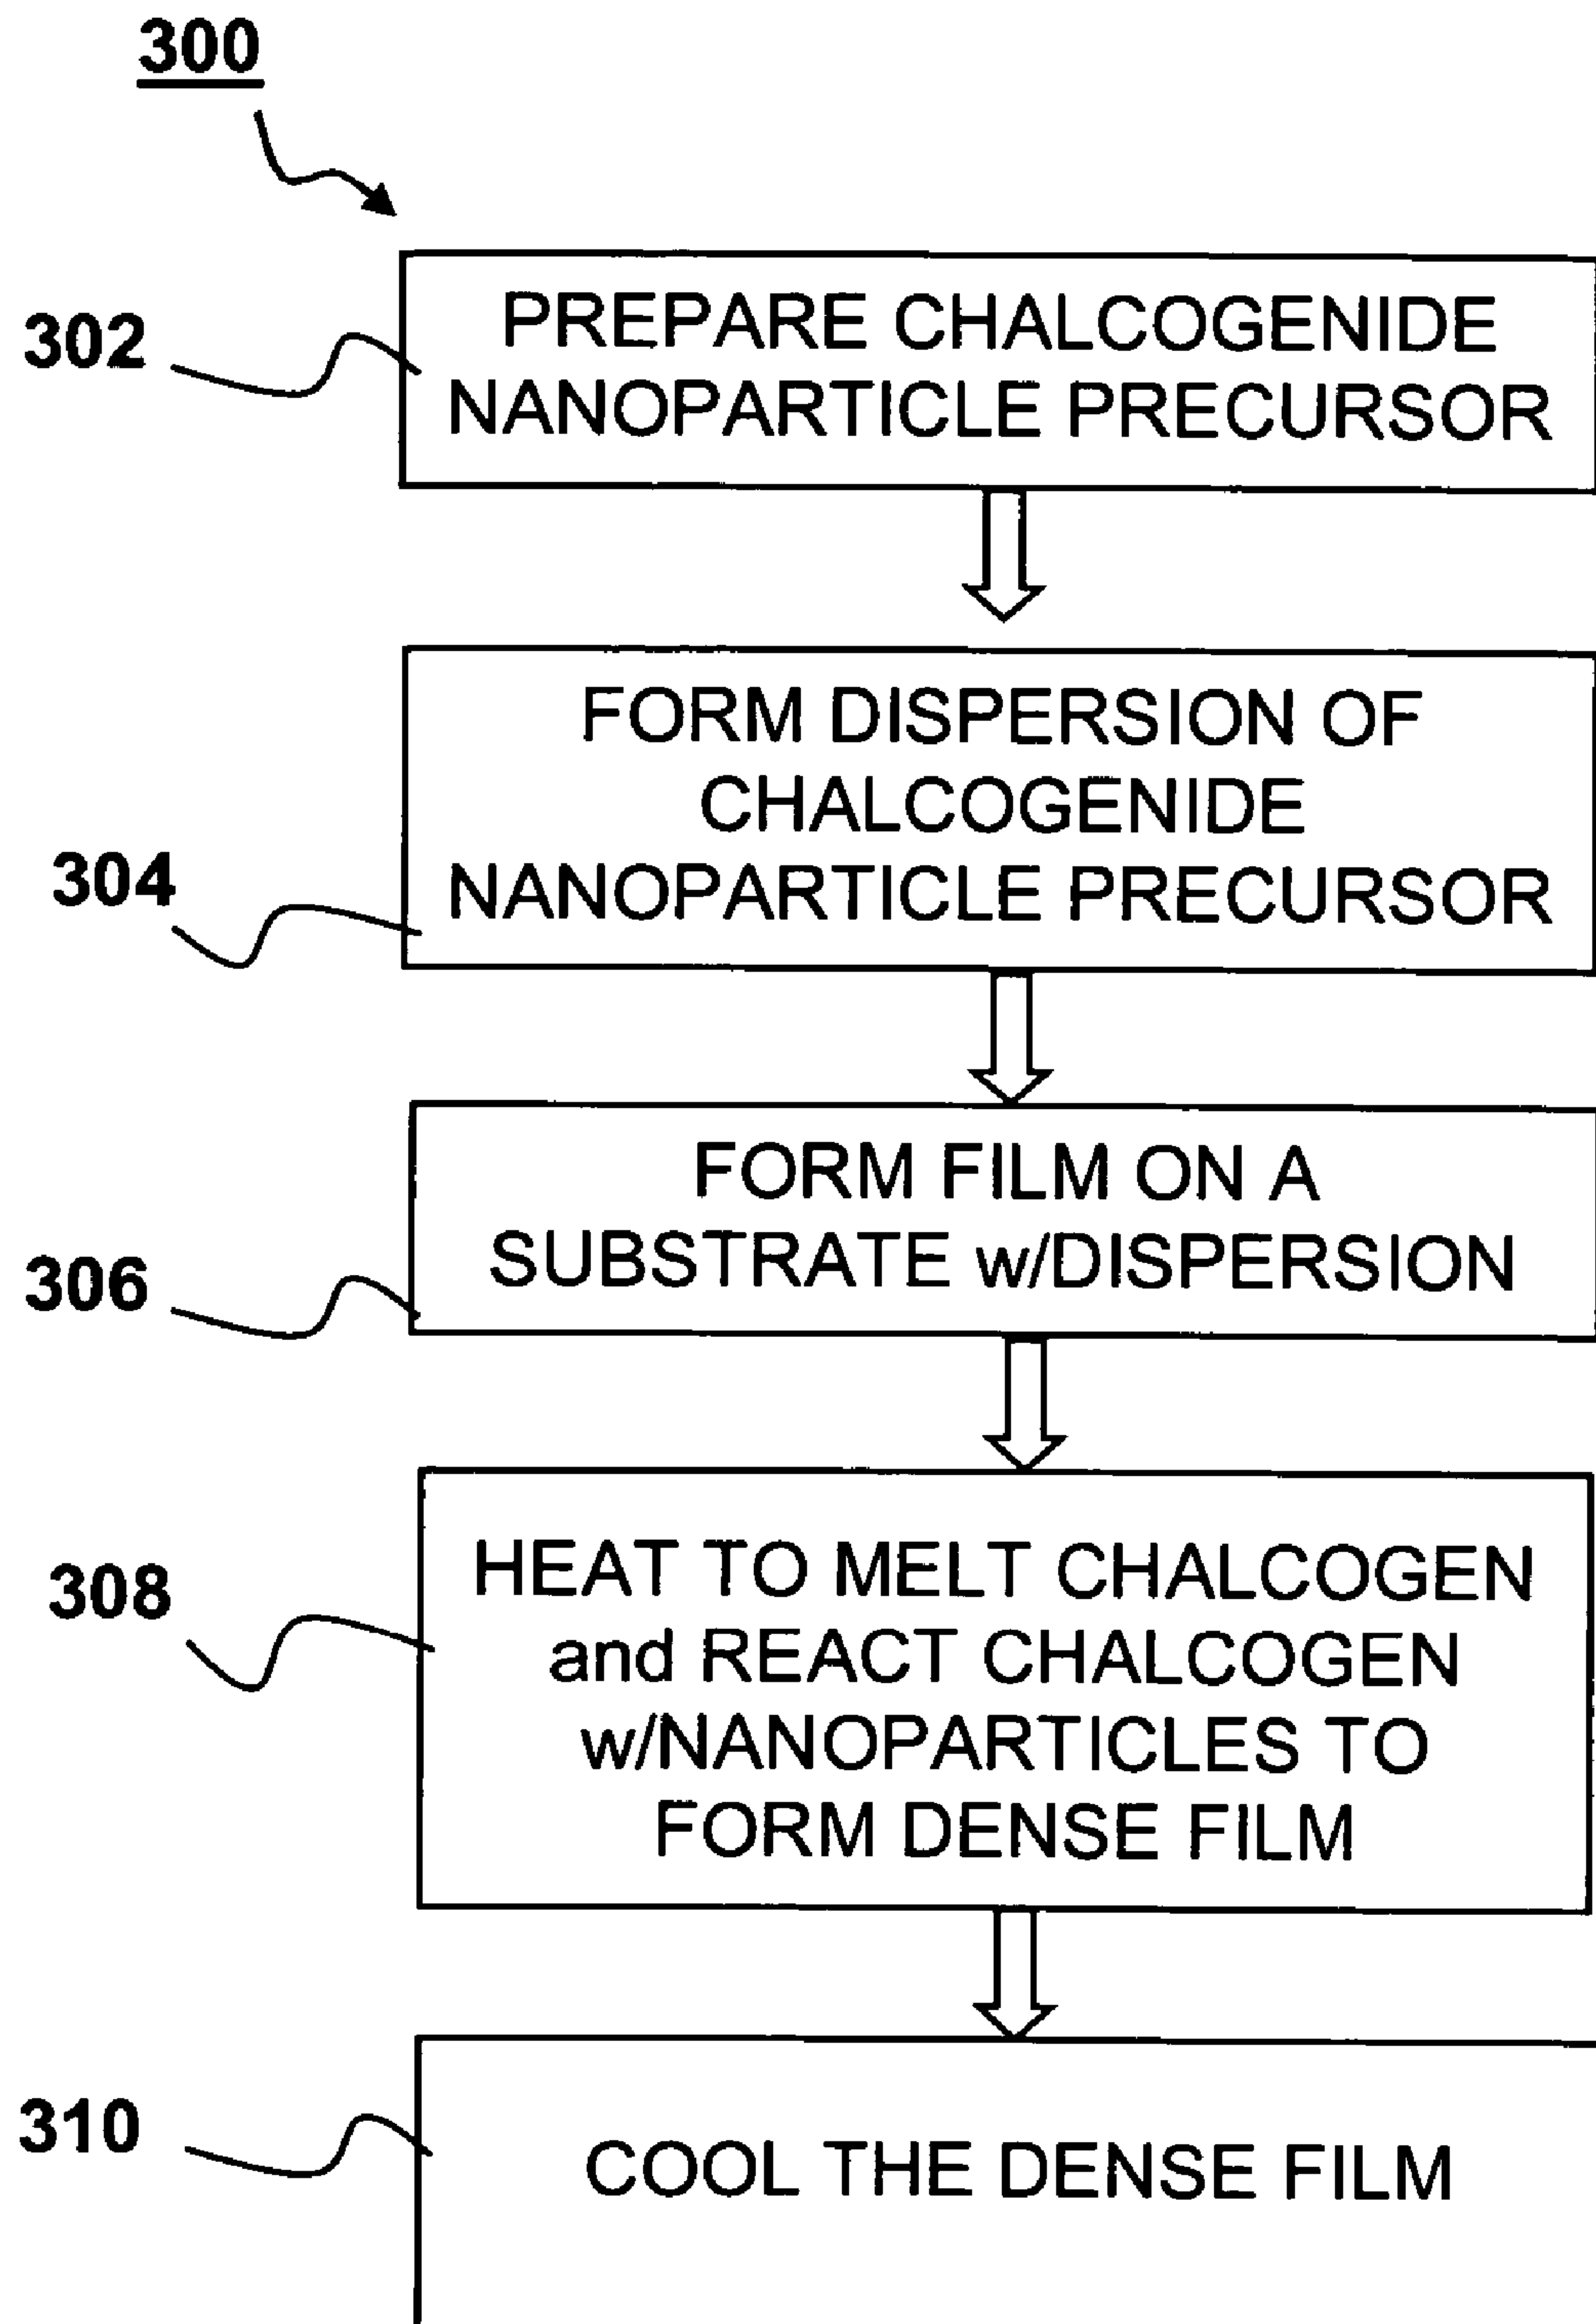 300
302
PREPARE CHALCOGENIDE
NANOPARTICLE PRECURSOR
304
FORM DISPERSION OF
CHALCOGENIDE
NANOPARTICLE PRECURSOR
306
FORM FILM ON A
SUBSTRATE w/DISPERSION
308
HEAT TO MELT CHALCOGEN
and REACT CHALCOGEN
w/NANOPARTICLES TO
FORM DENSE FILM
310
COOL THE DENSE FILM